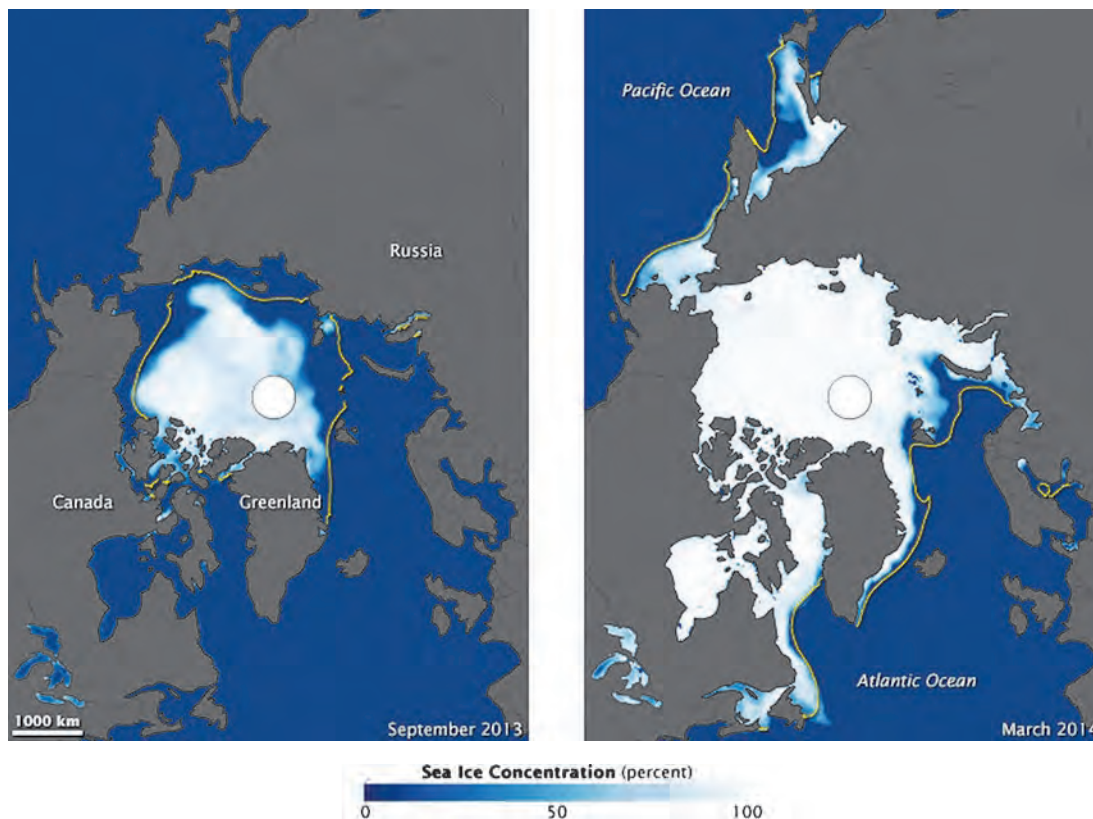 Russia
Canada
Greenland
1000 km
September 2013
Pacific Ocean
Atlantic Ocean
March 2014
Sea Ice Concentration (percent)
0 50 100